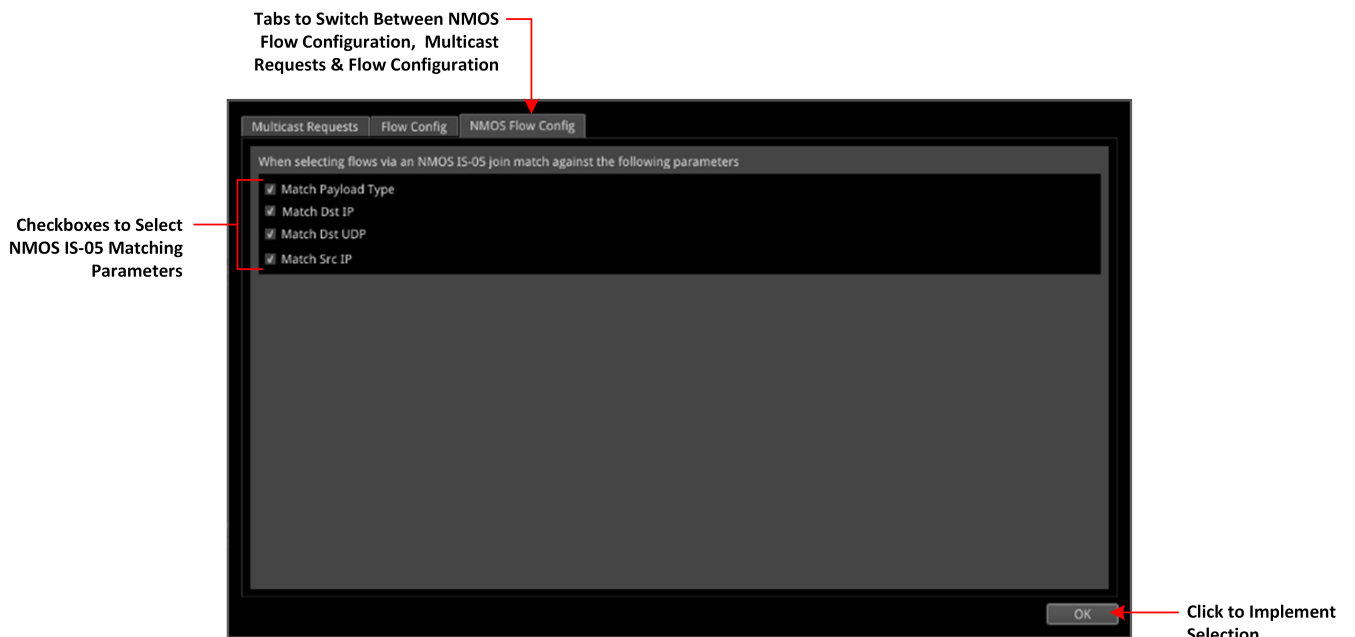 Tabs to Switch Between NMOS
Flow Configuration, Multicast
Requests & Flow Configuration
Multicast Requests Flow Config NMOS Flow Config
When selecting flows via an NMOS IS-05 join match against the following parameters
Match Payload Type
Match Dst IP
Match Dst UDP
Match Src IP
Checkboxes to Select
NMOS IS-05 Matching
Parameters
OK
Click to Implement
Selection